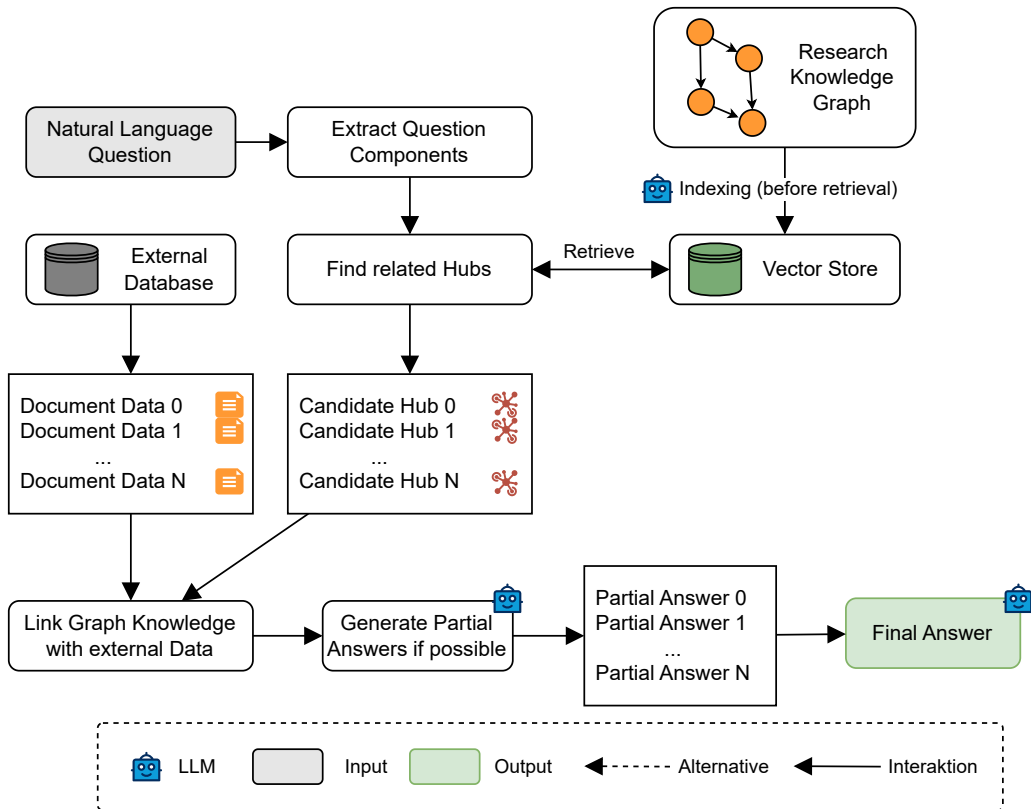 Research
Knowledge
Graph
Natural Language
Question
Extract Question
Components
Indexing (before retrieval)
External
Database
Find related Hubs
Retrieve
Vector Store
Document Data 0
Document Data 1
...
Document Data N
Candidate Hub 0
Candidate Hub 1
...
Candidate Hub N
Link Graph Knowledge
with external Data
Generate Partial
Answers if possible
Partial Answer 0
Partial Answer 1
...
Partial Answer N
Final Answer
LLM
Input
Output
Alternative
Interaktion